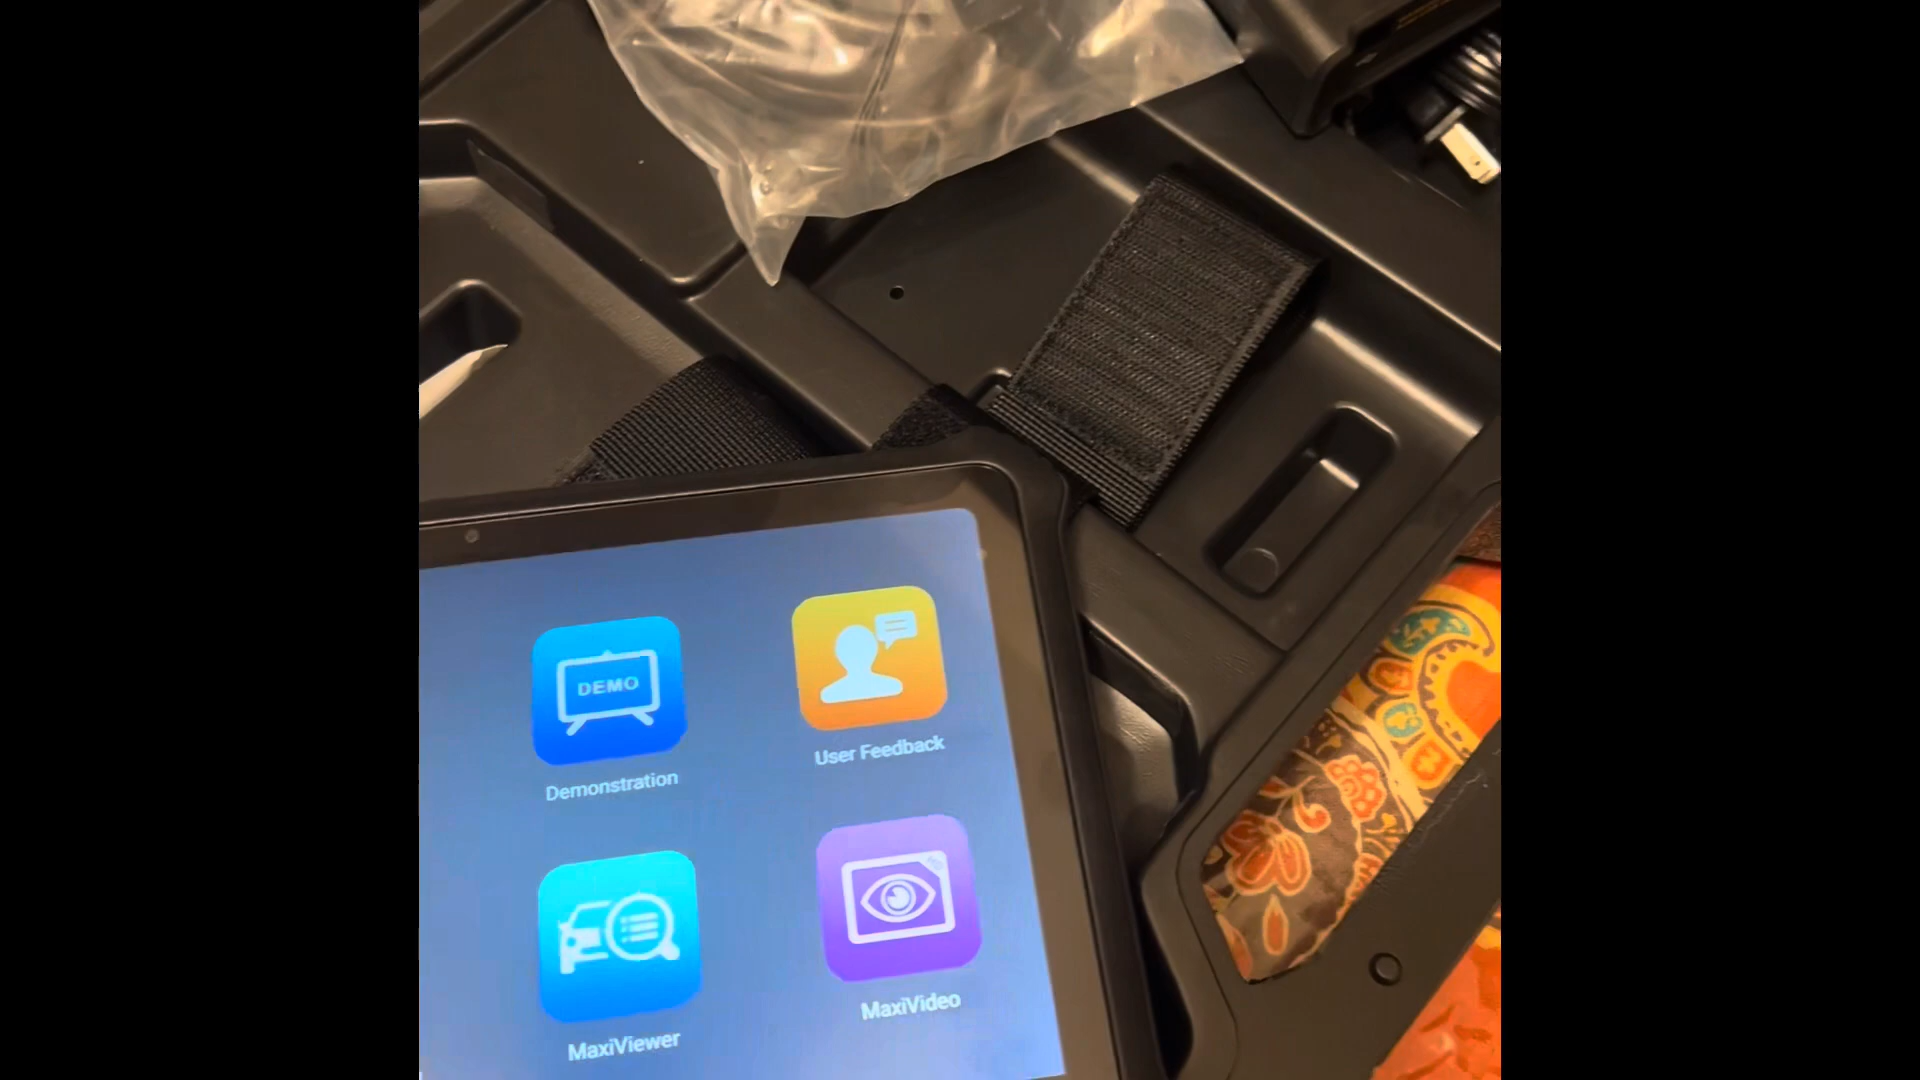 DEMO
User Feedback
Demonstration
MaxiVideo
MaxiViewer